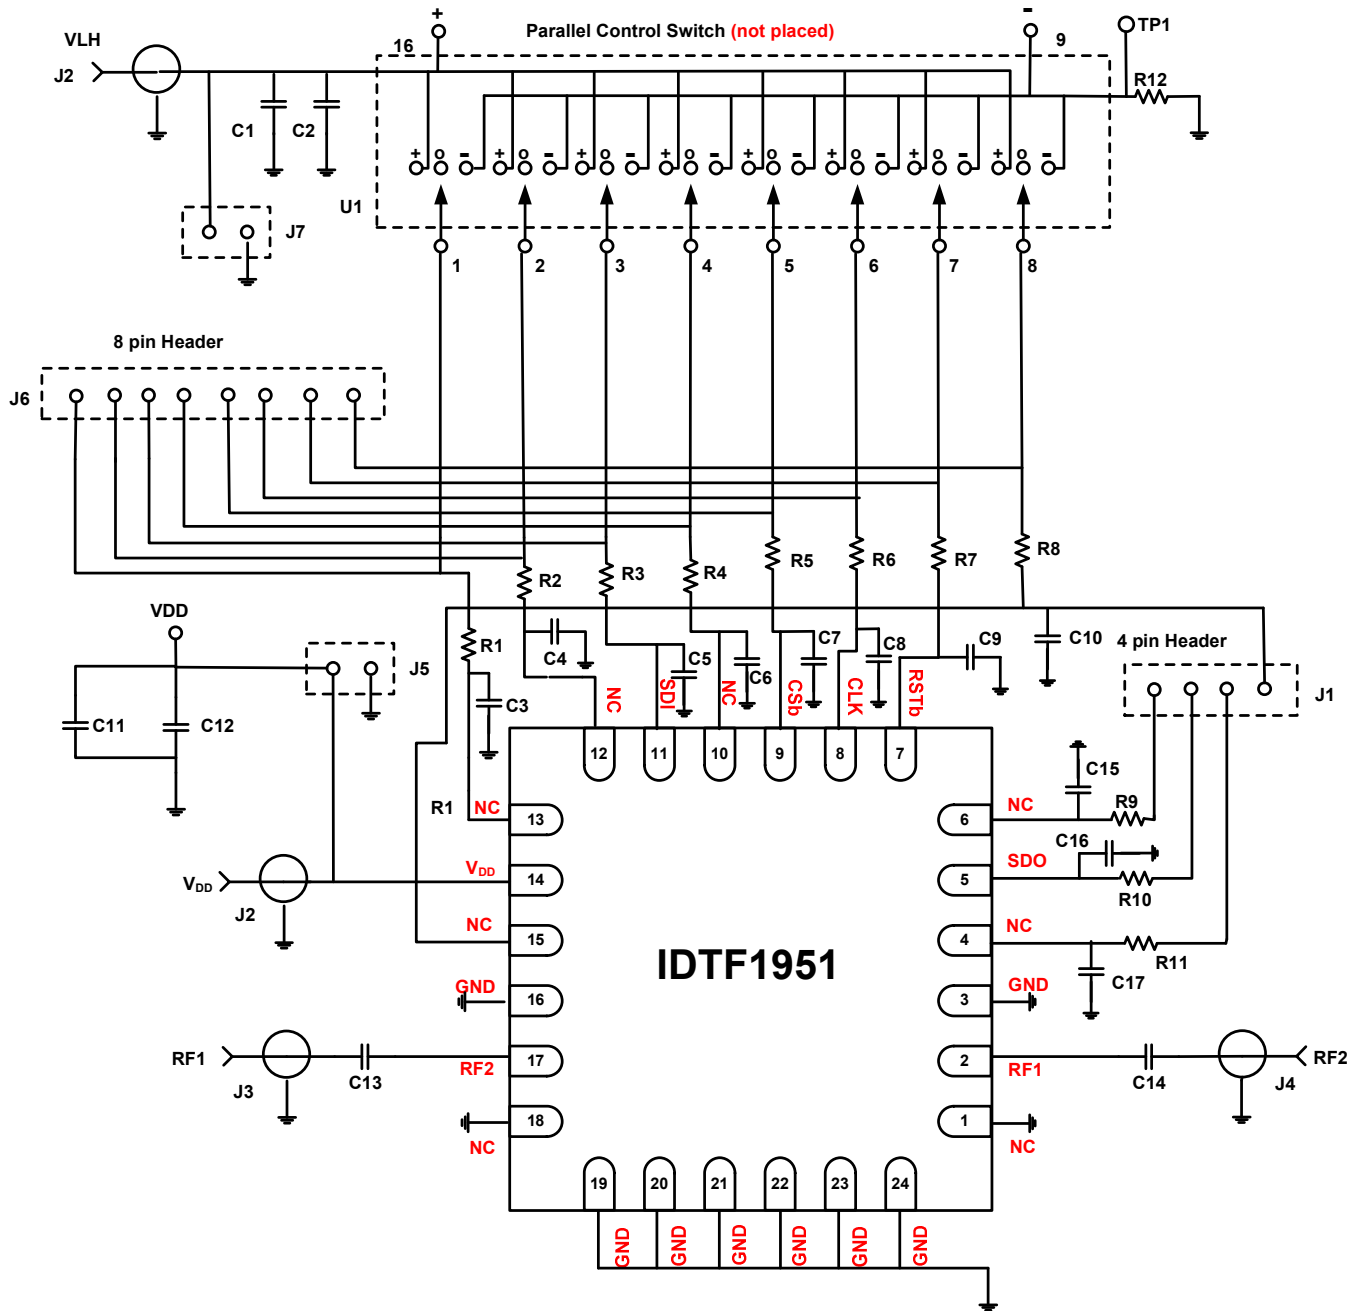 +
-
TP1
VLH
Parallel Control Switch (not placed)
16
9
J2
R12
C1 C2
+ o - + o - + o - + o - + o - + o - + o - + o -
U1
J7
1 2 3 4 5 6 7 8
8 pin Header
J6
R2 R3 R4 R5 R6 R7 R8
VDD
R1
C4 C5 C6 C7 C8 C9 C10
4 pin Header
J5
J1
C3
NC SDI NC CSb CLK RSTb
C11 C12
12 11 10 9 8 7
C15
R1 NC 13
6 NC R9
C16
VDD J2 VDD 14
5 SDO R10
NC 15
4 NC R11
IDTF1951
C17
GND 16
3 GND
RF1 J3 C13 RF2 17
2 RF1 C14 J4 RF2
18 NC
1 NC
19 20 21 22 23 24
GND GND GND GND GND GND